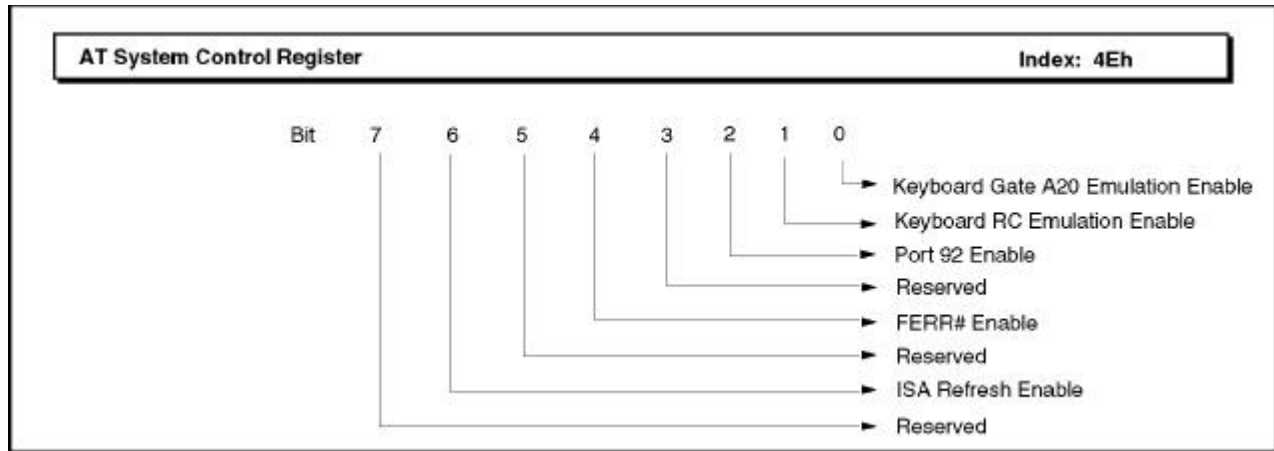 AT System Control Register Index: 4Eh
Bit 7 6 5 4 3 2 1 0
Keyboard Gate A20 Emulation Enable
Keyboard RC Emulation Enable
Port 92 Enable
Reserved
FERR# Enable
Reserved
ISA Refresh Enable
Reserved